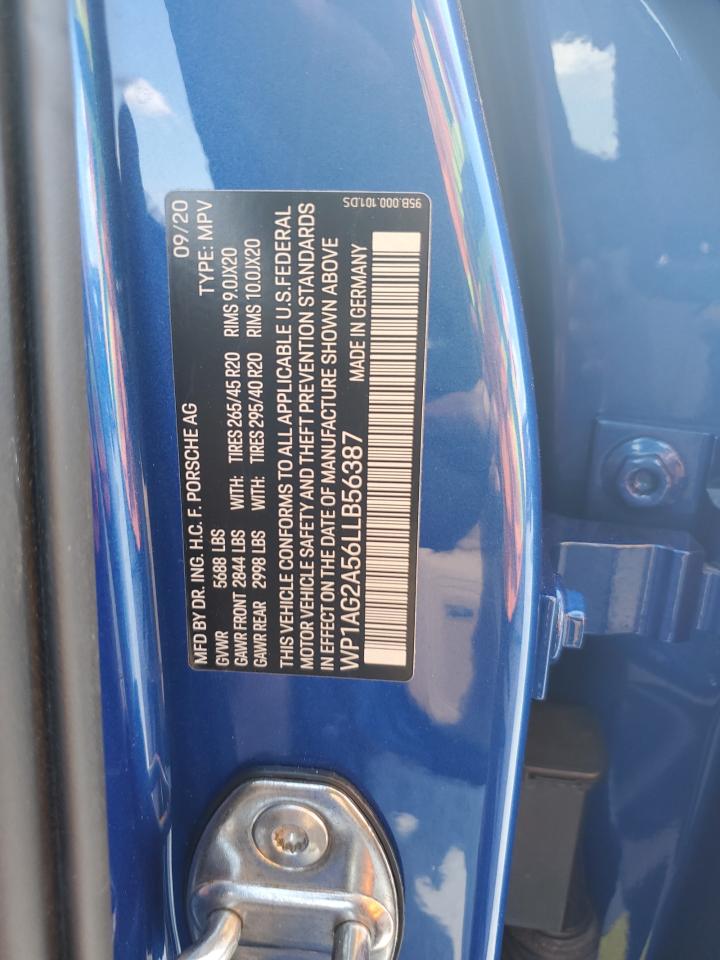 MFD BY DR. ING. H.C. F. PORSCHE AG 09/20
GVWR 5688 LBS TYPE: MPV
GAWR FRONT 2844 LBS WITH: TIRES 265/45 R20 RIMS 9.0JX20
GAWR REAR 2998 LBS WITH: TIRES 295/40 R20 RIMS 10.0JX20
THIS VEHICLE CONFORMS TO ALL APPLICABLE U.S.FEDERAL
MOTOR VEHICLE SAFETY AND THEFT PREVENTION STANDARDS
IN EFFECT ON THE DATE OF MANUFACTURE SHOWN ABOVE
WP1AG2A56LLB56387 MADE IN GERMANY
95B.000.101.DS